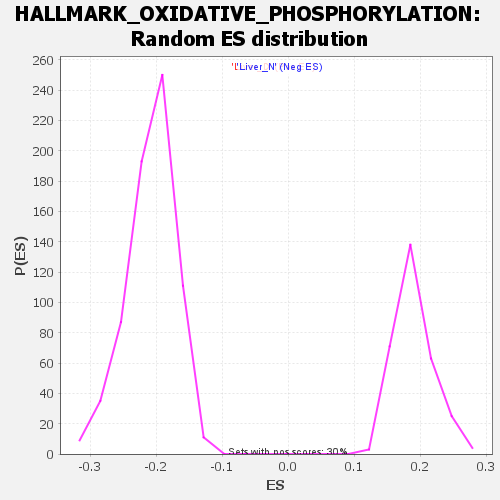 HALLMARK_OXIDATIVE_PHOSPHORYLATION:
Random ES distribution
'Liver_N' (Neg ES)
260
240
220
200
180
160
140
120
100
80
60
40
20
0
P(ES)
Sets with pos scores: 30%
-0.3 -0.2 -0.1 0.0 0.1 0.2 0.3
ES